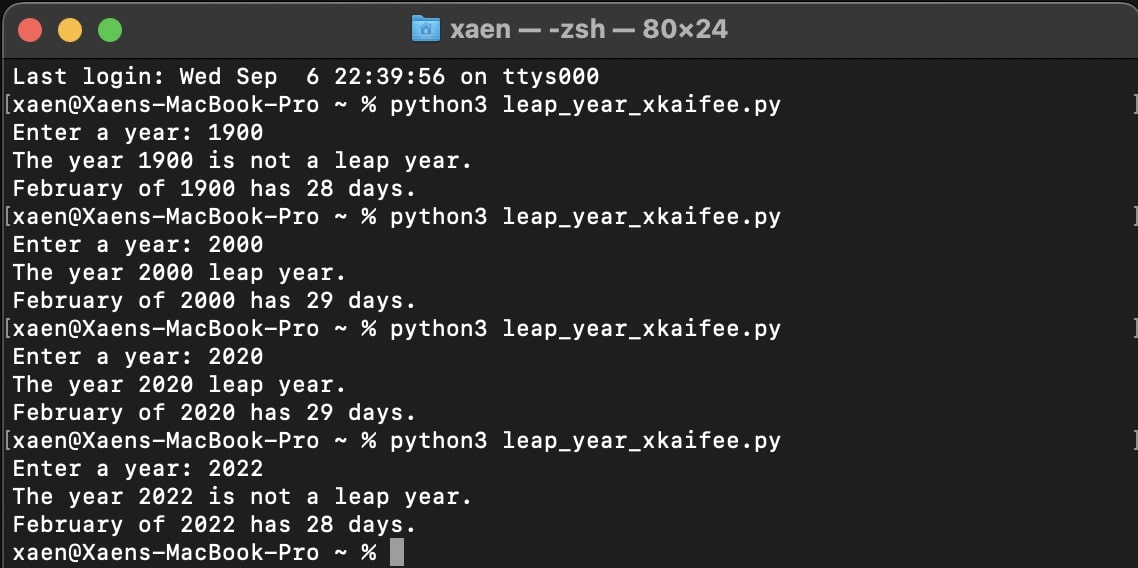 xaen — -zsh — 80×24
Last login: Wed Sep  6 22:39:56 on ttys000
[xaen@Xaens-MacBook-Pro ~ % python3 leap_year_xkaifee.py ]
Enter a year: 1900
The year 1900 is not a leap year.
February of 1900 has 28 days.
[xaen@Xaens-MacBook-Pro ~ % python3 leap_year_xkaifee.py ]
Enter a year: 2000
The year 2000 leap year.
February of 2000 has 29 days.
[xaen@Xaens-MacBook-Pro ~ % python3 leap_year_xkaifee.py ]
Enter a year: 2020
The year 2020 leap year.
February of 2020 has 29 days.
[xaen@Xaens-MacBook-Pro ~ % python3 leap_year_xkaifee.py ]
Enter a year: 2022
The year 2022 is not a leap year.
February of 2022 has 28 days.
xaen@Xaens-MacBook-Pro ~ %